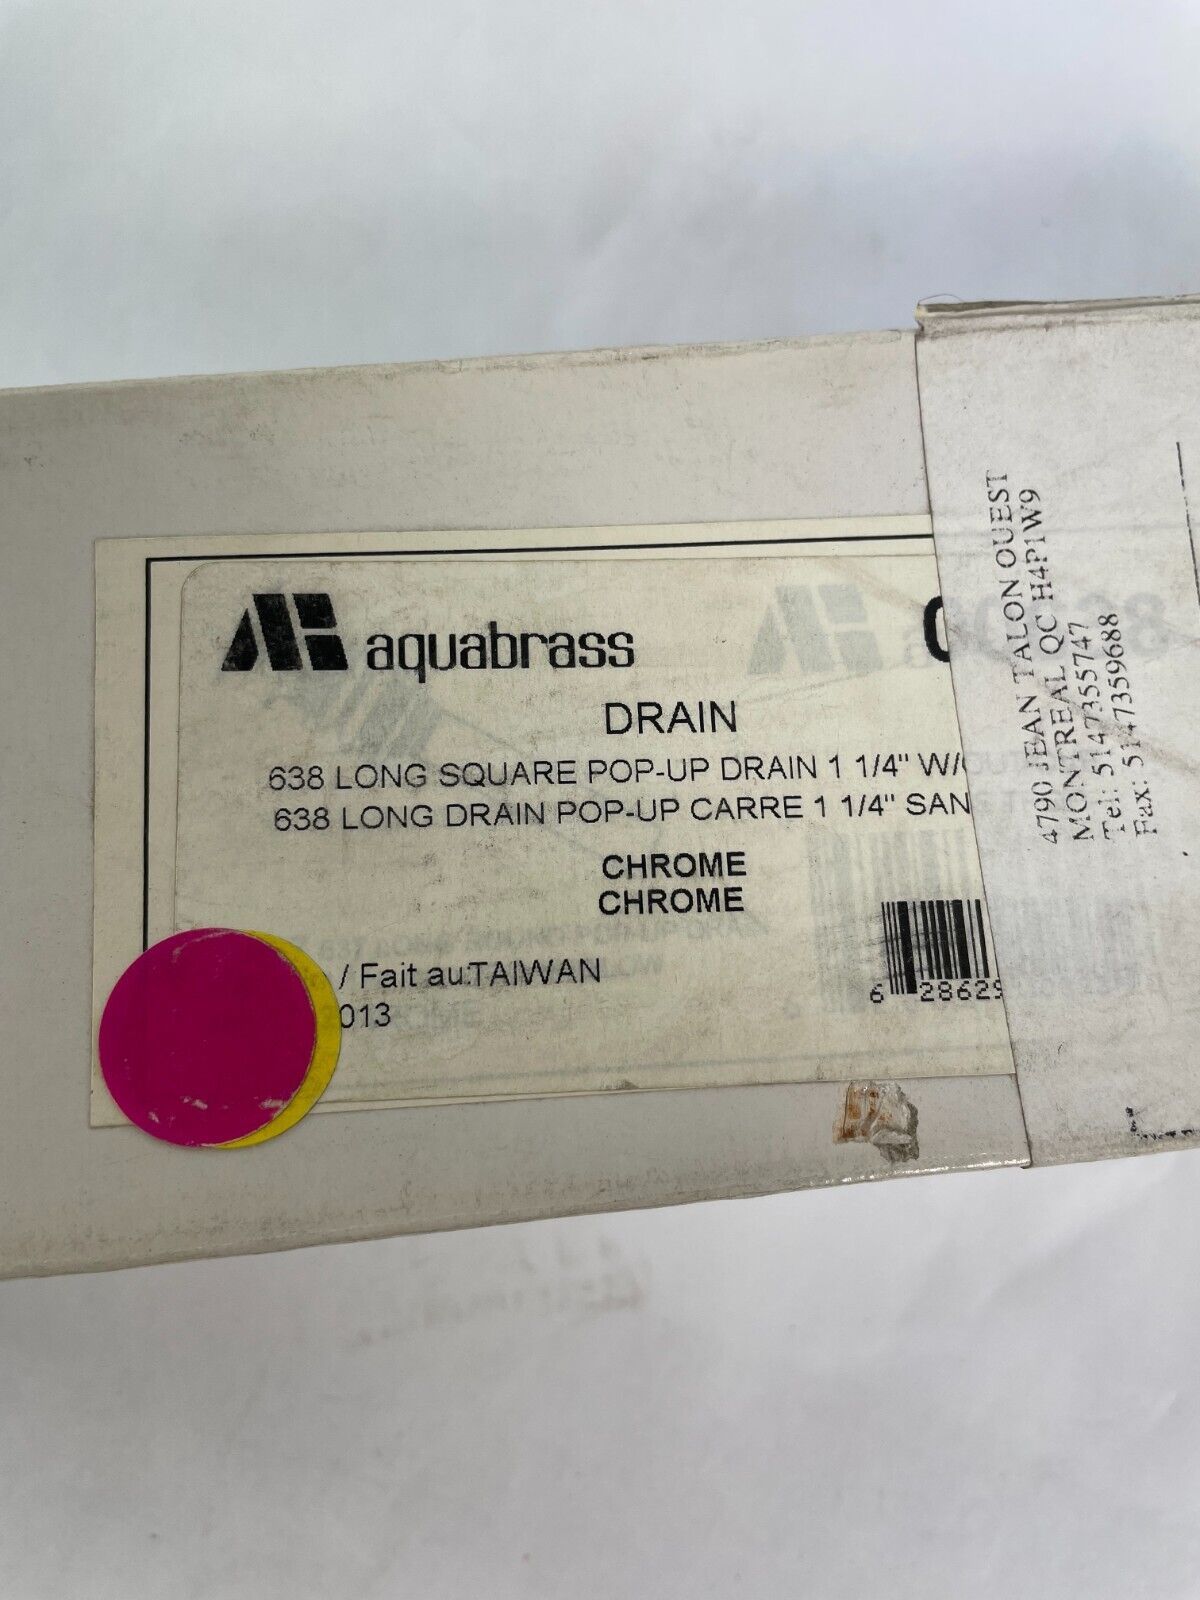 aquabrass
DRAIN
638 LONG SQUARE POP-UP DRAIN 1 1/4" W/
638 LONG DRAIN POP-UP CARRE 1 1/4" SAN
CHROME
CHROME
/ Fait au:TAIWAN
013
6 28629
4790 JEAN TALON OUEST
MONTREAL QC H4P1W9
Tel: 5147355747
Fax: 5147359688